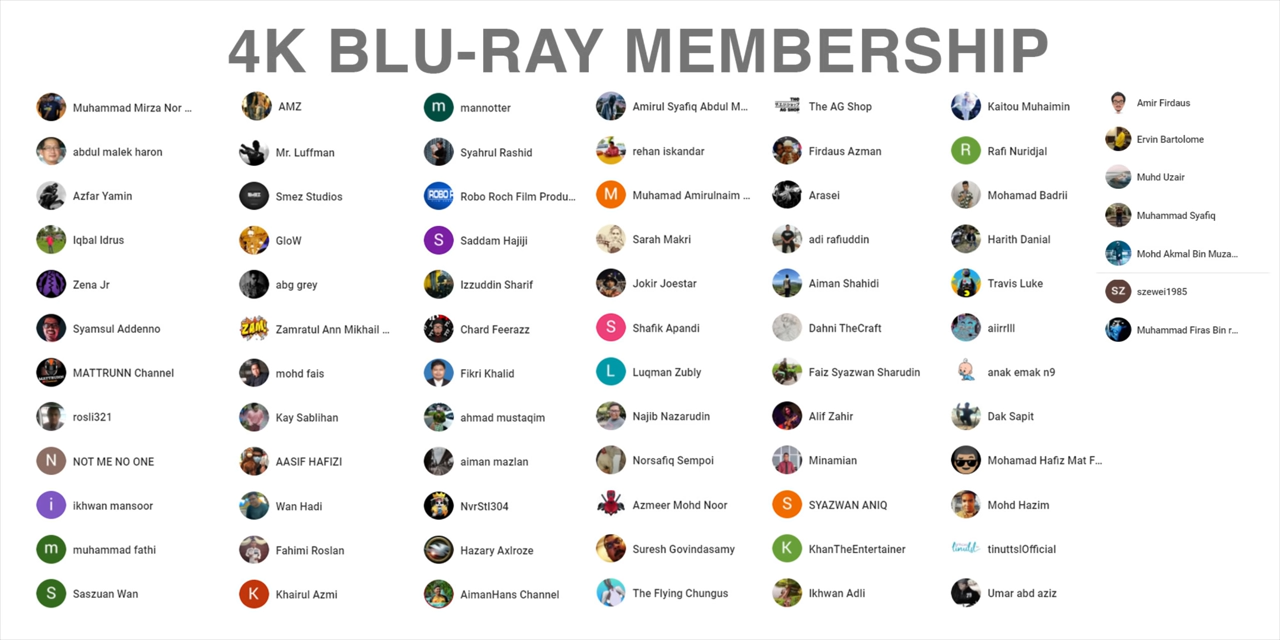 4K BLU-RAY MEMBERSHIP
Muhammad Mirza Nor ...
abdul malek haron
Azfar Yamin
Iqbal Idrus
Zena Jr
Syamsul Addenno
MATTRUNN Channel
rosli321
N NOT ME NO ONE
i ikhwan mansoor
m muhammad fathi
S Saszuan Wan
AMZ
Mr. Luffman
Smez Studios
GloW
abg grey
Zamratul Ann Mikhail ...
mohd fais
Kay Sablihan
AASIF HAFIZI
Wan Hadi
Fahimi Roslan
K Khairul Azmi
m mannotter
Syahrul Rashid
Robo Roch Film Produ...
S Saddam Hajiji
Izzuddin Sharif
Chard Feerazz
Fikri Khalid
ahmad mustaqim
aiman mazlan
NvrStl304
Hazary Axlroze
AimanHans Channel
Amirul Syafiq Abdul M...
rehan iskandar
M Muhamad Amirulnaim ...
Sarah Makri
Jokir Joestar
S Shafik Apandi
L Luqman Zubly
Najib Nazarudin
Norsafiq Sempoi
Azmeer Mohd Noor
Suresh Govindasamy
The Flying Chungus
The AG Shop
Firdaus Azman
Arasei
adi rafiuddin
Aiman Shahidi
Dahni TheCraft
Faiz Syazwan Sharudin
Alif Zahir
Minamian
S SYAZWAN ANIQ
K KhanTheEntertainer
Ikhwan Adli
Kaitou Muhaimin
R Rafi Nuridjal
Mohamad Badrii
Harith Danial
Travis Luke
aiirrlll
anak emak n9
Dak Sapit
Mohamad Hafiz Mat F...
Mohd Hazim
tinuttslOfficial
Umar abd aziz
Amir Firdaus
Ervin Bartolome
Muhd Uzair
Muhammad Syafiq
Mohd Akmal Bin Muza...
SZ szewei1985
Muhammad Firas Bin r...